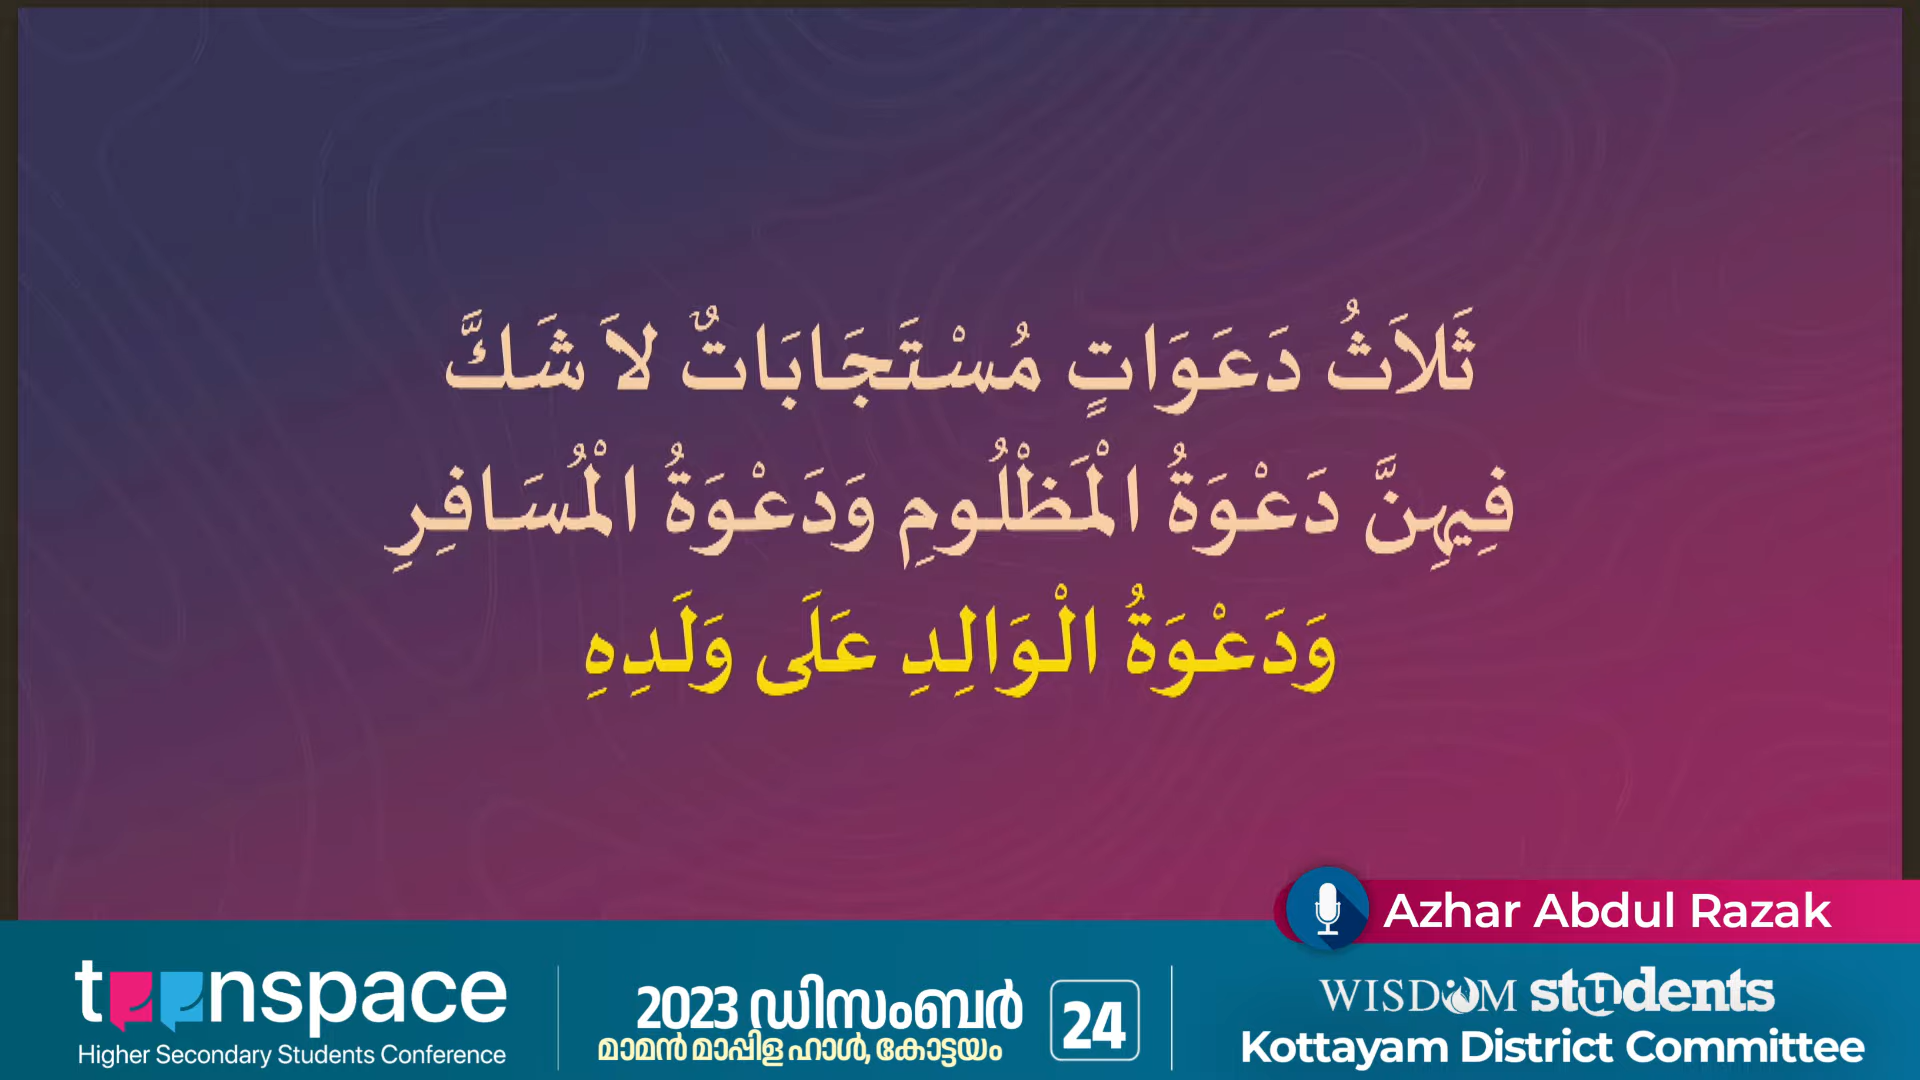 ثَلاَثُ دَعَوَاتٍ مُسْتَجَابَاتٌ لاَ شَكَّ
فِيهِنَّ دَعْوَةُ الْمَظْلُومِ وَدَعْوَةُ الْمُسَافِرِ
وَدَعْوَةُ الْوَالِدِ عَلَى وَلَدِهِ
Azhar Abdul Razak
teenspace
Higher Secondary Students Conference
2023 ഡിസംബർ 24
മാമൻ മാപ്പിള ഹാൾ, കോട്ടയം
WISDOM students
Kottayam District Committee